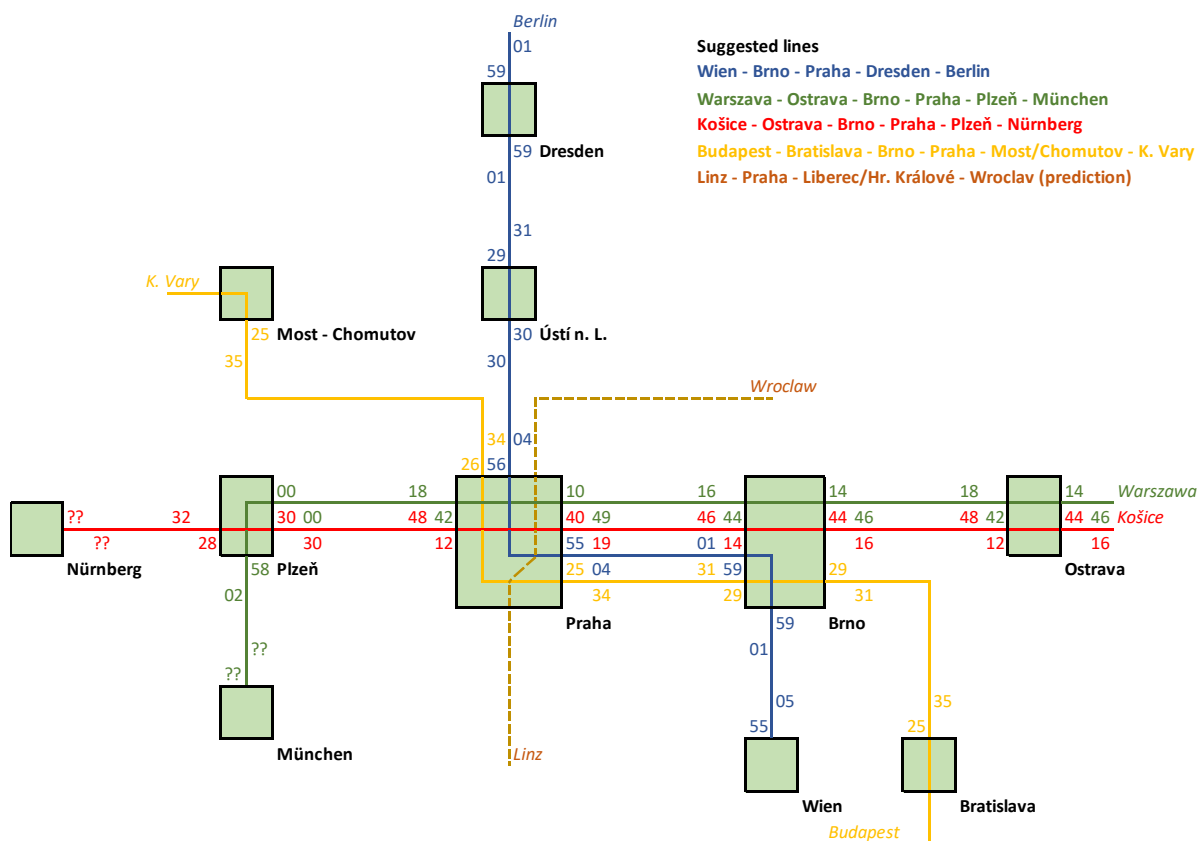 Berlin
01
59
Suggested lines
Wien - Brno - Praha - Dresden - Berlin
Warszava - Ostrava - Brno - Praha - Plzeň - München
Košice - Ostrava - Brno - Praha - Plzeň - Nürnberg
Budapest - Bratislava - Brno - Praha - Most/Chomutov - K. Vary
Linz - Praha - Liberec/Hr. Králové - Wroclav (prediction)
59 Dresden
01
31
29
K. Vary
25 Most - Chomutov
30 Ústí n. L.
35
30
Wroclaw
34 04
26 56
00 18 10 16 14 18 14 Warszawa
?? 32 30 00 48 42 40 49 46 44 44 46 48 42 44 46 Košice
?? 28 30 12 55 19 01 14 16 12 16
Nürnberg
58 Plzeň
25 04 31 59 29
Ostrava
02
34 29 31
Praha
Brno
59
01
??
??
05
55
35
25
München
Linz
Wien
Bratislava
Budapest